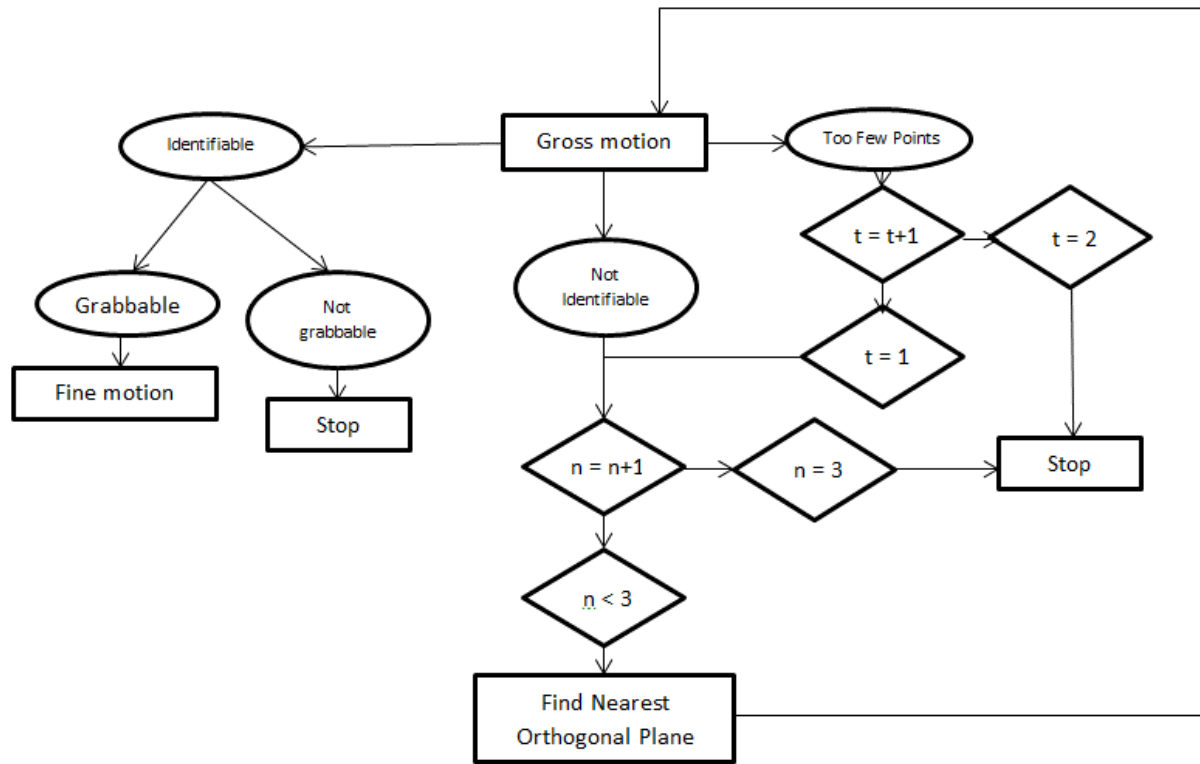 Identifiable
Gross motion
Too Few Points
t = t+1
t = 2
Not
Identifiable
Grabbable
Not
grabbable
t = 1
Fine motion
Stop
n = n+1
n = 3
Stop
n < 3
Find Nearest
Orthogonal Plane